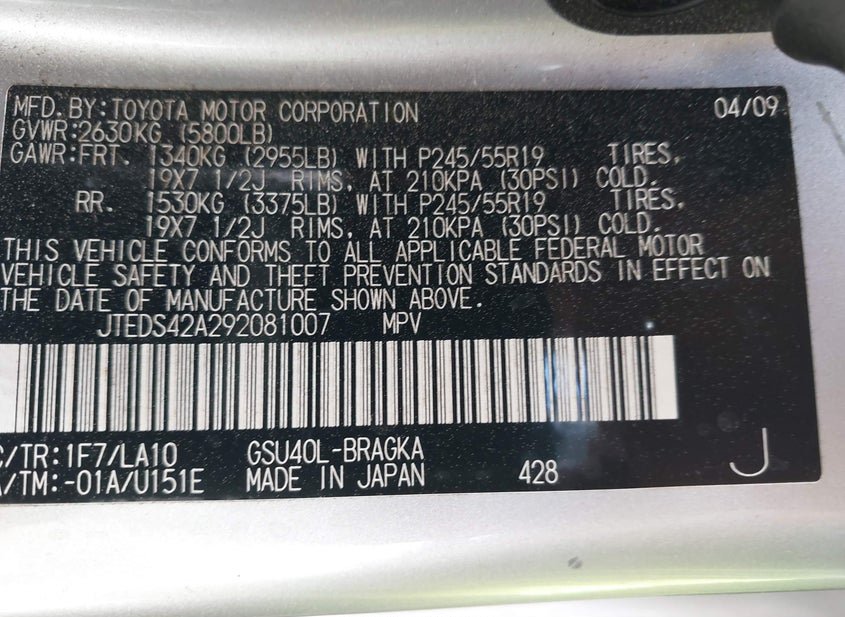 MFD. BY: TOYOTA MOTOR CORPORATION 04/09
GVWR: 2630KG (5800LB)
GAWR: FRT. 1340KG (2955LB) WITH P245/55R19 TIRES,
19X7 1/2J RIMS, AT 210KPA (30PSI) COLD.
RR. 1530KG (3375LB) WITH P245/55R19 TIRES,
19X7 1/2J RIMS, AT 210KPA (30PSI) COLD.
THIS VEHICLE CONFORMS TO ALL APPLICABLE FEDERAL MOTOR
VEHICLE SAFETY AND THEFT PREVENTION STANDARDS IN EFFECT ON
THE DATE OF MANUFACTURE SHOWN ABOVE.
JTEDS42A292081007 MPV
C/TR: 1F7/LA10 GSU40L-BRAGKA
A/TM: -01A/U151E MADE IN JAPAN 428 J